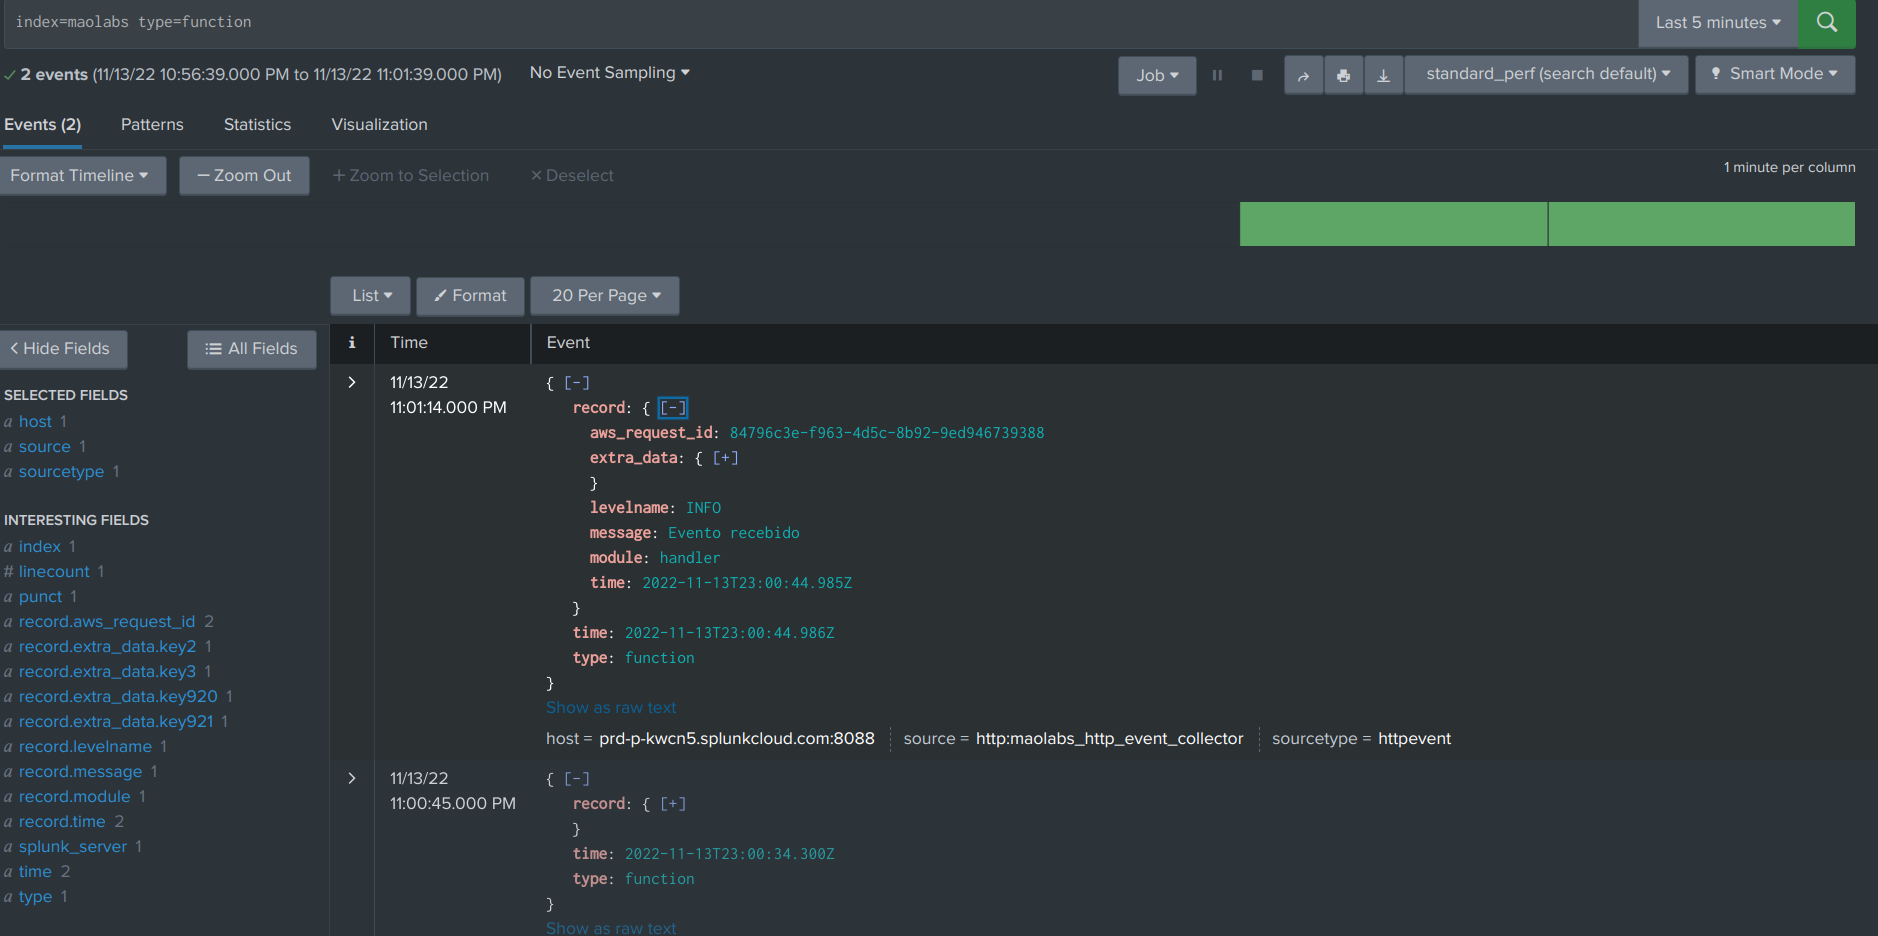 index=maolabs type=function
Last 5 minutes
2 events (11/13/22 10:56:39.000 PM to 11/13/22 11:01:39.000 PM)
No Event Sampling
Job
standard_perf (search default)
Smart Mode
Events (2)
Patterns
Statistics
Visualization
Format Timeline
— Zoom Out
+ Zoom to Selection
× Deselect
1 minute per column
List
Format
20 Per Page
< Hide Fields
All Fields
i
Time
Event
SELECTED FIELDS
a host 1
a source 1
a sourcetype 1
INTERESTING FIELDS
a index 1
# linecount 1
a punct 1
a record.aws_request_id 2
a record.extra_data.key2 1
a record.extra_data.key3 1
a record.extra_data.key920 1
a record.extra_data.key921 1
a record.levelname 1
a record.message 1
a record.module 1
a record.time 2
a splunk_server 1
a time 2
a type 1
11/13/22
11:01:14.000 PM
{ [-]
record: { [-]
aws_request_id: 84796c3e-f963-4d5c-8b92-9ed946739388
extra_data: { [+]
}
levelname: INFO
message: Evento recebido
module: handler
time: 2022-11-13T23:00:44.985Z
}
time: 2022-11-13T23:00:44.986Z
type: function
}
Show as raw text
host = prd-p-kwcn5.splunkcloud.com:8088
source = http:maolabs_http_event_collector
sourcetype = httpevent
11/13/22
11:00:45.000 PM
{ [-]
record: { [+]
}
time: 2022-11-13T23:00:34.300Z
type: function
}
Show as raw text